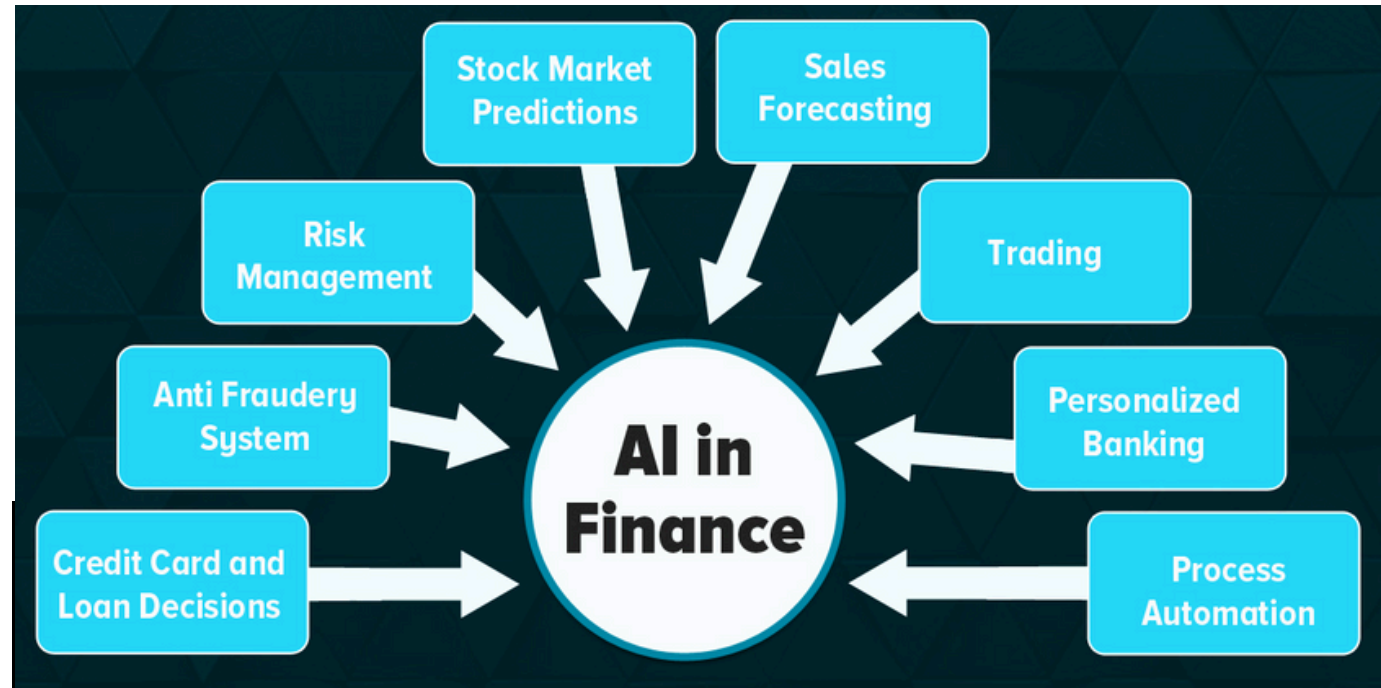 Stock Market
Predictions
Sales
Forecasting
Risk
Management
Trading
Anti Fraudery
System
Personalized
Banking
AI in
Finance
Credit Card and
Loan Decisions
Process
Automation